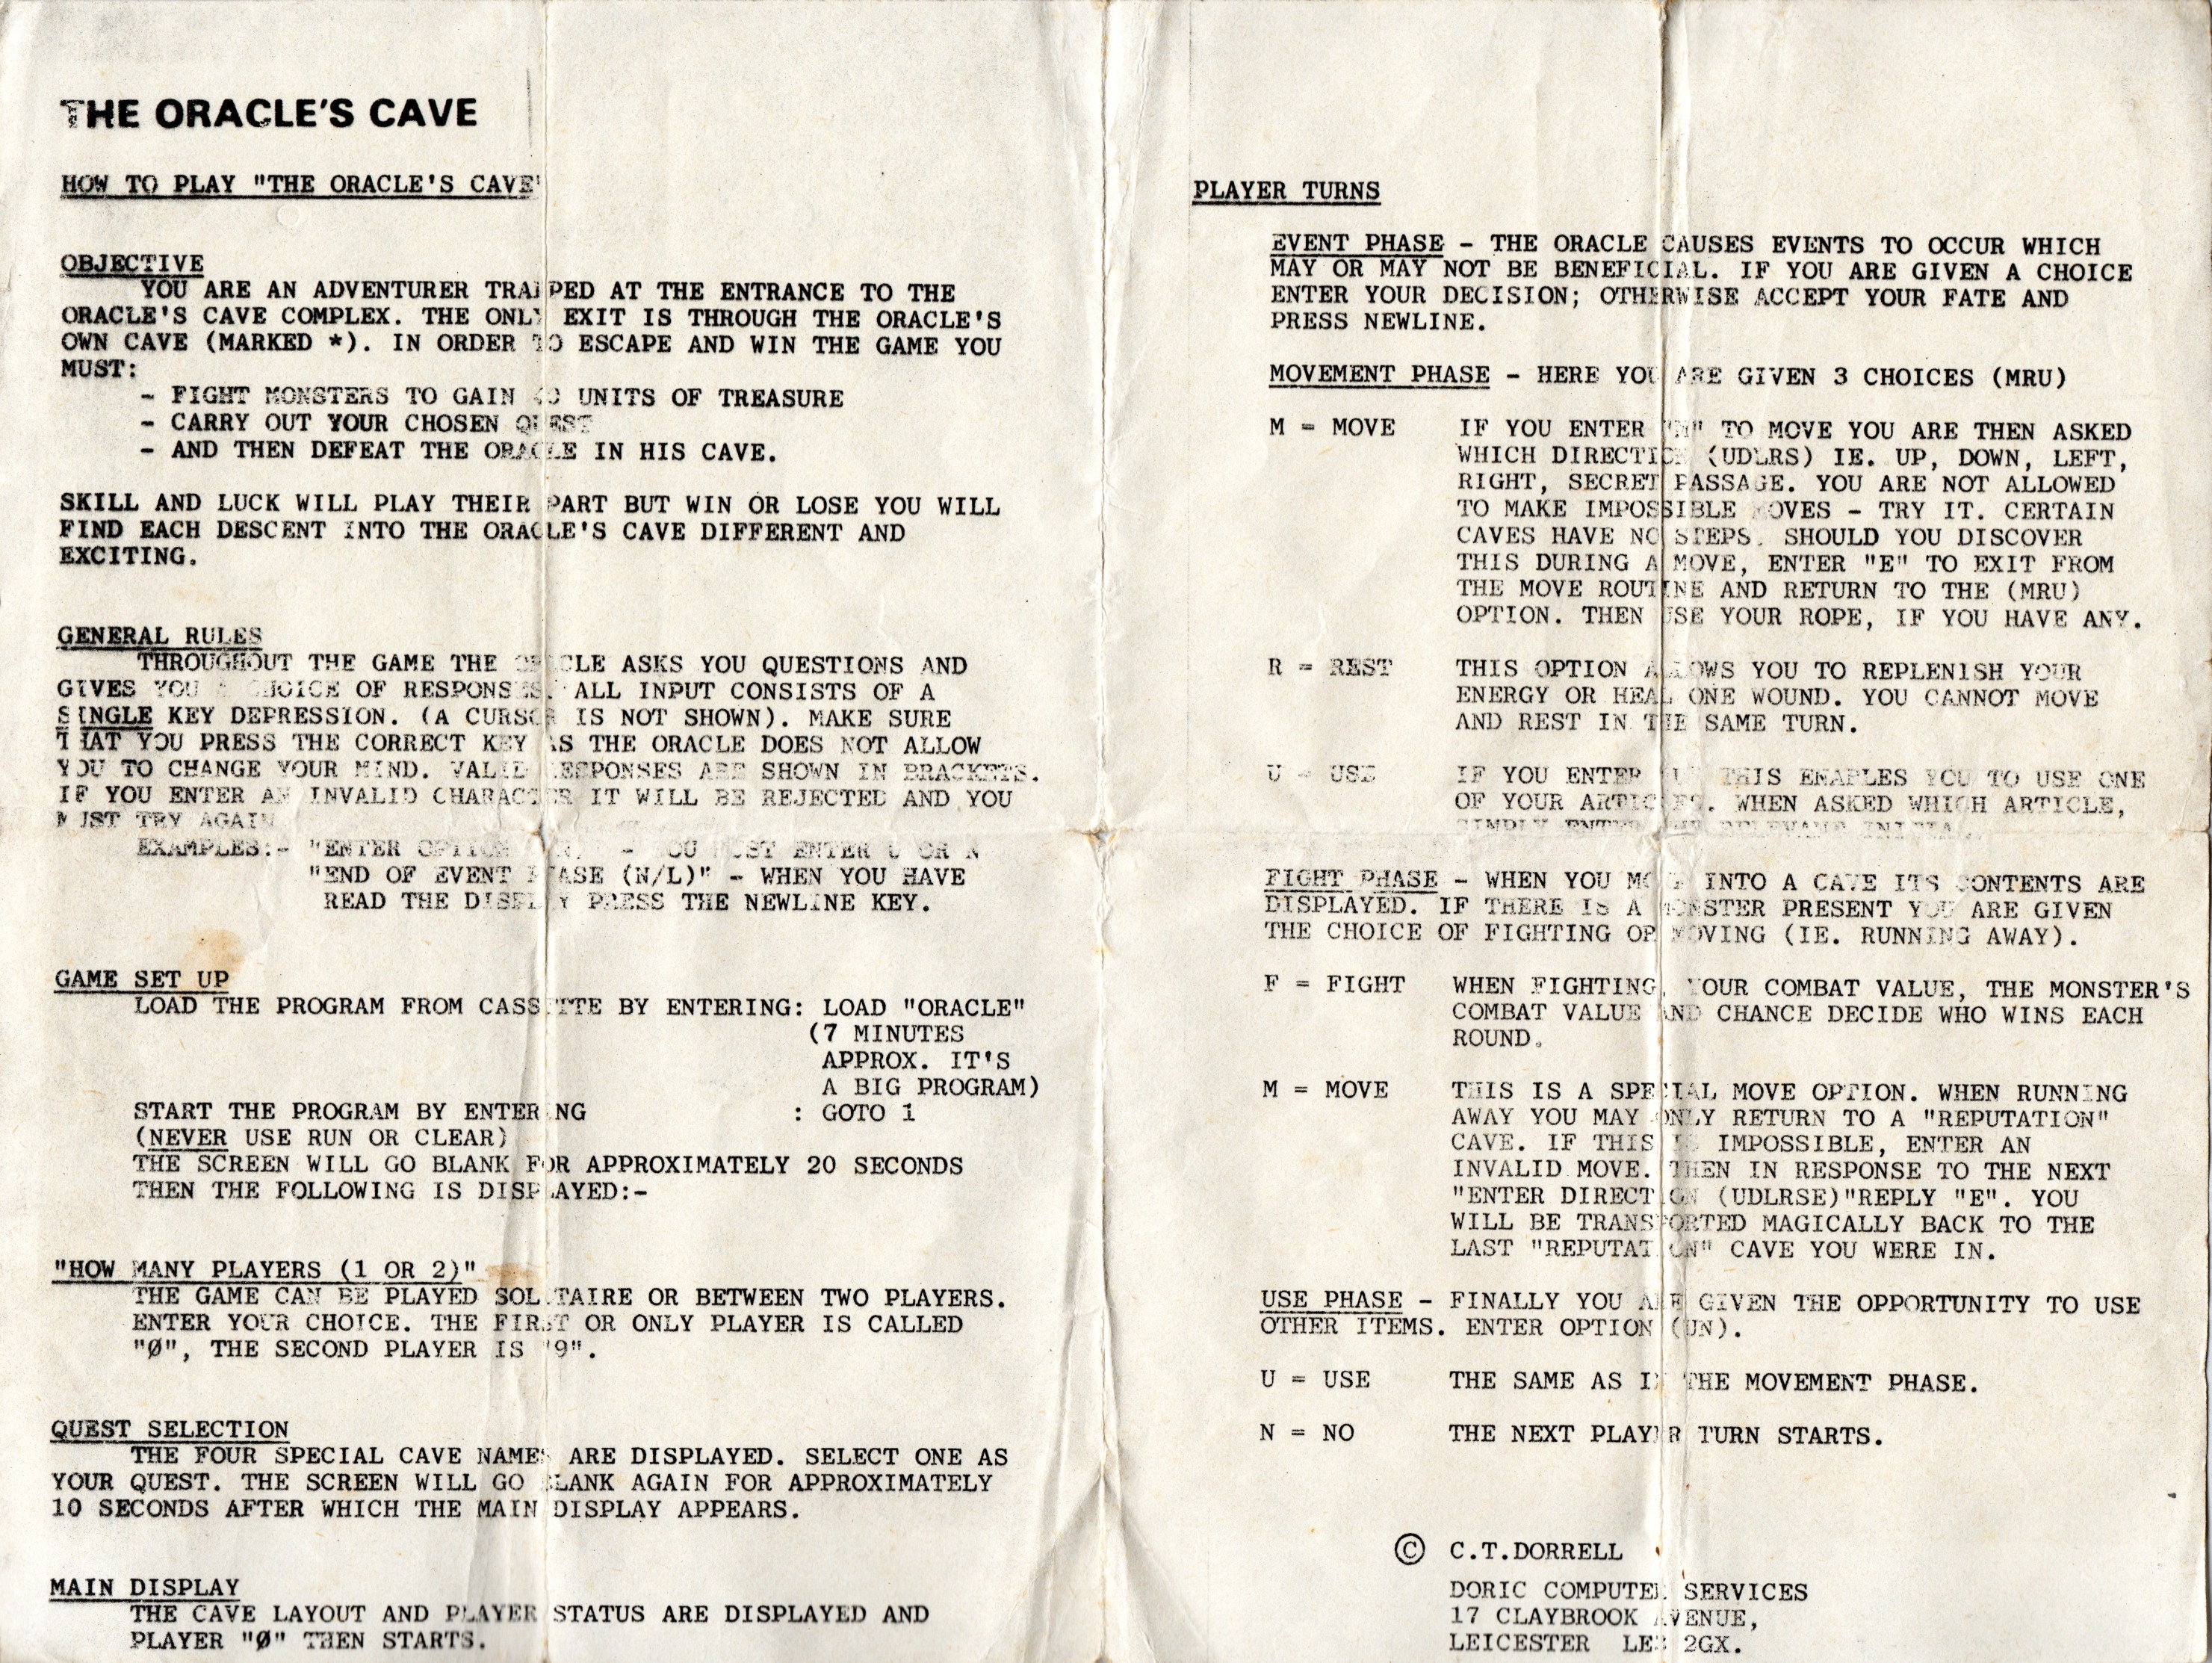 THE ORACLE'S CAVE
HOW TO PLAY "THE ORACLE'S CAVE"
OBJECTIVE
YOU ARE AN ADVENTURER TRAPPED AT THE ENTRANCE TO THE
ORACLE'S CAVE COMPLEX. THE ONLY EXIT IS THROUGH THE ORACLE'S
OWN CAVE (MARKED *). IN ORDER TO ESCAPE AND WIN THE GAME YOU
MUST:
- FIGHT MONSTERS TO GAIN UNITS OF TREASURE
- CARRY OUT YOUR CHOSEN QUEST
- AND THEN DEFEAT THE ORACLE IN HIS CAVE.
SKILL AND LUCK WILL PLAY THEIR PART BUT WIN OR LOSE YOU WILL
FIND EACH DESCENT INTO THE ORACLE'S CAVE DIFFERENT AND
EXCITING.
GENERAL RULES
THROUGHOUT THE GAME THE ORACLE ASKS YOU QUESTIONS AND
GIVES YOU A CHOICE OF RESPONSES. ALL INPUT CONSISTS OF A
SINGLE KEY DEPRESSION. (A CURSOR IS NOT SHOWN). MAKE SURE
THAT YOU PRESS THE CORRECT KEY AS THE ORACLE DOES NOT ALLOW
YOU TO CHANGE YOUR MIND. VALID RESPONSES ARE SHOWN IN BRACKETS.
IF YOU ENTER AN INVALID CHARACTER IT WILL BE REJECTED AND YOU
MUST TRY AGAIN
EXAMPLES:- "ENTER OPTION - YOU MUST ENTER U OR N
"END OF EVENT PHASE (N/L)" - WHEN YOU HAVE
READ THE DISPLAY PRESS THE NEWLINE KEY.
GAME SET UP
LOAD THE PROGRAM FROM CASSETTE BY ENTERING: LOAD "ORACLE"
(7 MINUTES
APPROX. IT'S
A BIG PROGRAM)
START THE PROGRAM BY ENTERING : GOTO 1
(NEVER USE RUN OR CLEAR)
THE SCREEN WILL GO BLANK FOR APPROXIMATELY 20 SECONDS
THEN THE FOLLOWING IS DISPLAYED:-
"HOW MANY PLAYERS (1 OR 2)"
THE GAME CAN BE PLAYED SOLITAIRE OR BETWEEN TWO PLAYERS.
ENTER YOUR CHOICE. THE FIRST OR ONLY PLAYER IS CALLED
"Ø", THE SECOND PLAYER IS "9".
QUEST SELECTION
THE FOUR SPECIAL CAVE NAMES ARE DISPLAYED. SELECT ONE AS
YOUR QUEST. THE SCREEN WILL GO BLANK AGAIN FOR APPROXIMATELY
10 SECONDS AFTER WHICH THE MAIN DISPLAY APPEARS.
MAIN DISPLAY
THE CAVE LAYOUT AND PLAYER STATUS ARE DISPLAYED AND
PLAYER "Ø" THEN STARTS.
PLAYER TURNS
EVENT PHASE - THE ORACLE CAUSES EVENTS TO OCCUR WHICH
MAY OR MAY NOT BE BENEFICIAL. IF YOU ARE GIVEN A CHOICE
ENTER YOUR DECISION; OTHERWISE ACCEPT YOUR FATE AND
PRESS NEWLINE.
MOVEMENT PHASE - HERE YOU ARE GIVEN 3 CHOICES (MRU)
M = MOVE IF YOU ENTER "M" TO MOVE YOU ARE THEN ASKED
WHICH DIRECTION (UDLRS) IE. UP, DOWN, LEFT,
RIGHT, SECRET PASSAGE. YOU ARE NOT ALLOWED
TO MAKE IMPOSSIBLE MOVES - TRY IT. CERTAIN
CAVES HAVE NO STEPS. SHOULD YOU DISCOVER
THIS DURING A MOVE, ENTER "E" TO EXIT FROM
THE MOVE ROUTINE AND RETURN TO THE (MRU)
OPTION. THEN USE YOUR ROPE, IF YOU HAVE ANY.
R = REST THIS OPTION ALLOWS YOU TO REPLENISH YOUR
ENERGY OR HEAL ONE WOUND. YOU CANNOT MOVE
AND REST IN THE SAME TURN.
U = USE IF YOU ENTER "U" THIS ENABLES YOU TO USE ONE
OF YOUR ARTICLES. WHEN ASKED WHICH ARTICLE,
SIMPLY ENTER THE RELEVANT INITIAL.
FIGHT PHASE - WHEN YOU MOVE INTO A CAVE ITS CONTENTS ARE
DISPLAYED. IF THERE IS A MONSTER PRESENT YOU ARE GIVEN
THE CHOICE OF FIGHTING OR MOVING (IE. RUNNING AWAY).
F = FIGHT WHEN FIGHTING, YOUR COMBAT VALUE, THE MONSTER'S
COMBAT VALUE AND CHANCE DECIDE WHO WINS EACH
ROUND.
M = MOVE THIS IS A SPECIAL MOVE OPTION. WHEN RUNNING
AWAY YOU MAY ONLY RETURN TO A "REPUTATION"
CAVE. IF THIS IS IMPOSSIBLE, ENTER AN
INVALID MOVE. THEN IN RESPONSE TO THE NEXT
"ENTER DIRECTION (UDLRSE)"REPLY "E". YOU
WILL BE TRANSPORTED MAGICALLY BACK TO THE
LAST "REPUTATION" CAVE YOU WERE IN.
USE PHASE - FINALLY YOU ARE GIVEN THE OPPORTUNITY TO USE
OTHER ITEMS. ENTER OPTION (UN).
U = USE THE SAME AS IN THE MOVEMENT PHASE.
N = NO THE NEXT PLAYER TURN STARTS.
© C.T.DORRELL
DORIC COMPUTER SERVICES
17 CLAYBROOK AVENUE,
LEICESTER 2GX.